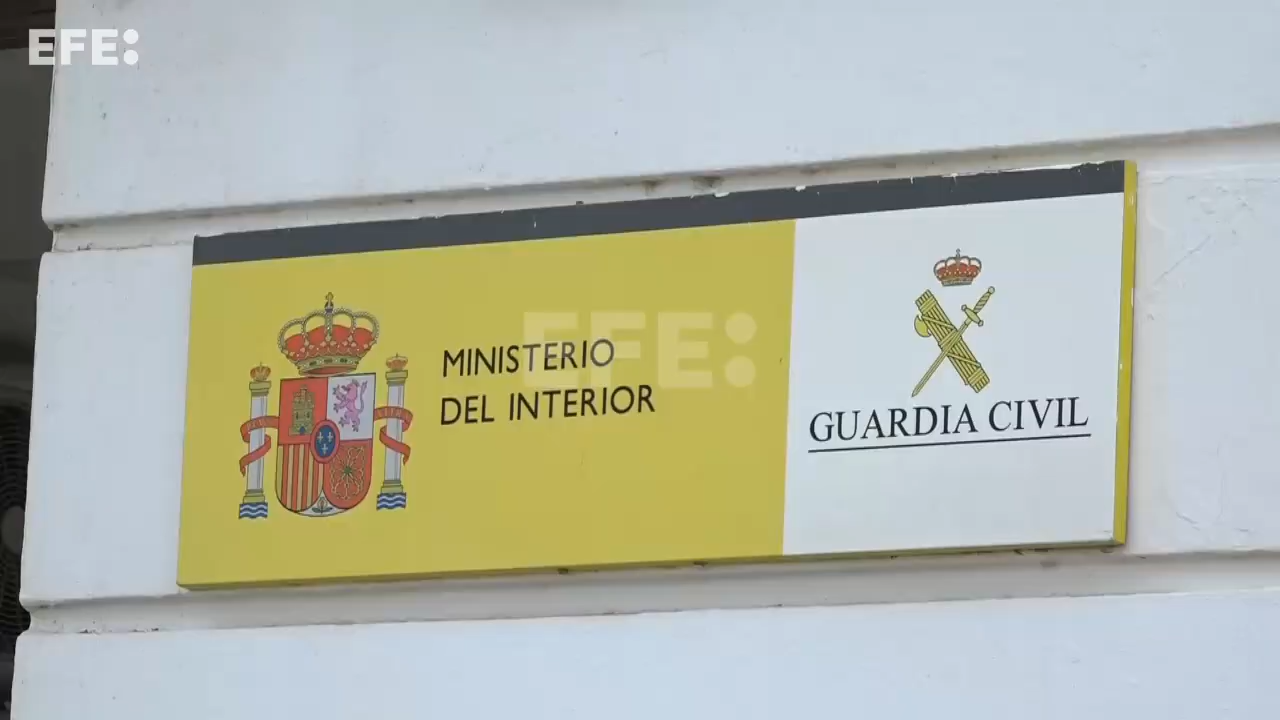 EFE:
EFE:
MINISTERIO
DEL INTERIOR
GUARDIA CIVIL